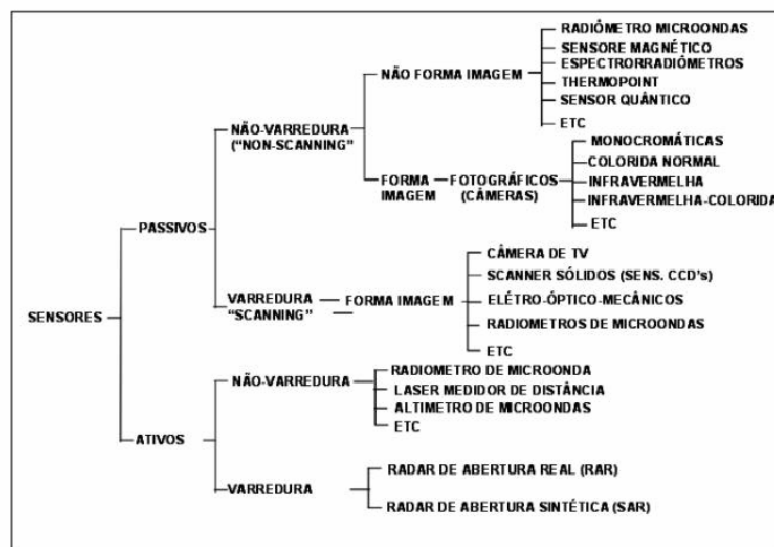 RADIÔMETRO MICROONDAS
SENSORE MAGNÉTICO
ESPECTRORRADIÔMETROS
THERMOPOINT
SENSOR QUÂNTICO
ETC
NÃO FORMA IMAGEM
NÃO-VARREDURA
("NON-SCANNING"
MONOCROMÁTICAS
COLORIDA NORMAL
INFRAVERMELHA
INFRAVERMELHA-COLORIDA
ETC
FORMA
IMAGEM
FOTOGRÁFICOS
(CÂMERAS)
PASSIVOS
CÂMERA DE TV
SCANNER SÓLIDOS (SENS. CCD's)
ELÉTRO-ÓPTICO-MECÂNICOS
RADIOMETROS DE MICROONDAS
ETC
VARREDURA
"SCANNING"
FORMA IMAGEM
SENSORES
NÃO-VARREDURA
RADIOMETRO DE MICROONDA
LASER MEDIDOR DE DISTÂNCIA
ALTIMETRO DE MICROONDAS
ETC
ATIVOS
RADAR DE ABERTURA REAL (RAR)
VARREDURA
RADAR DE ABERTURA SINTÉTICA (SAR)